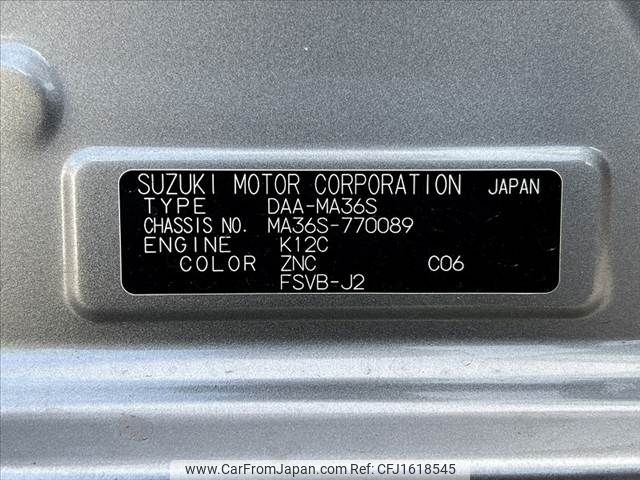 SUZUKI MOTOR CORPORATION JAPAN
TYPE DAA-MA36S
CHASSIS NO. MA36S-770089
ENGINE K12C
COLOR ZNC C06
FSVB-J2
www.CarFromJapan.com | Ref. No: CFJ1618545